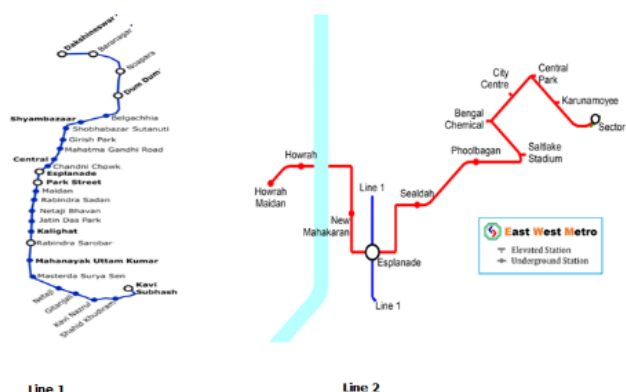 Dakshineswar
Baranagar
Noapara
Dum Dum
Belgachhia
Shyambazaar
Shobhabazar Sutanuti
Girish Park
Mahatma Gandhi Road
Central
Chandni Chowk
Esplanade
Park Street
Maidan
Rabindra Sadan
Netaji Bhavan
Jatin Das Park
Kalighat
Rabindra Sarobar
Mahanayak Uttam Kumar
Masterda Surya Sen
Netaji
Gitanjali
Kavi Nazrul
Shahid Khudiram
Kavi
Subhash
Line 1
Howrah
Howrah
Maidan
New
Mahakaran
Line 1
Esplanade
Line 1
Sealdah
Phoolbagan
Saltlake
Stadium
Bengal
Chemical
City
Centre
Central
Park
Karunamoyee
Sector
East West Metro
Elevated Station
Underground Station
Line 2